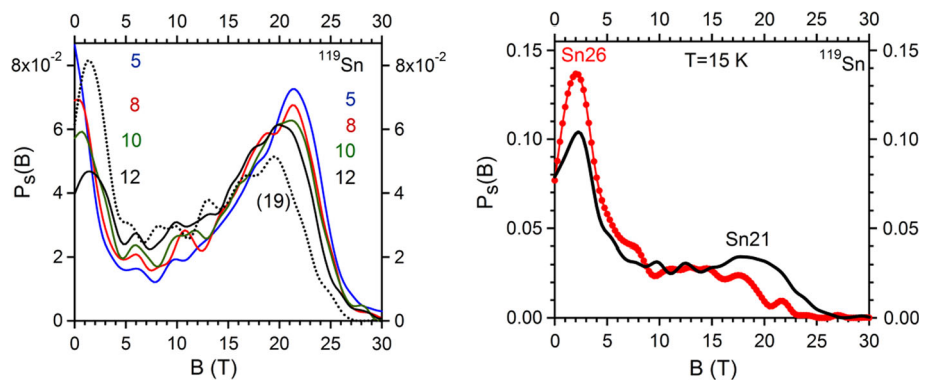 0 5 10 15 20 25 30
8x10⁻² 5 ¹¹⁹Sn 8x10⁻²
5
8 8
6 10 10 6
12 12
Pₛ(B)
4 (19) 4
2 2
0 0
0 5 10 15 20 25 30
B (T)
0 5 10 15 20 25 30
0.15 Sn26 T=15 K ¹¹⁹Sn 0.15
0.10 0.10
Pₛ(B)
0.05 Sn21 0.05
0.00 0.00
0 5 10 15 20 25 30
B (T)